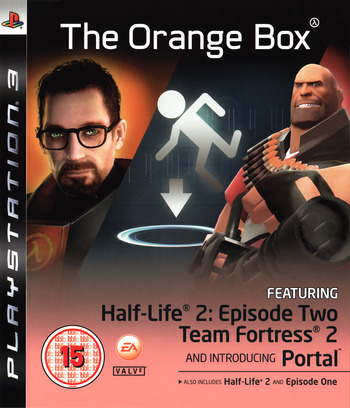 The Orange Box
PLAYSTATION 3
FEATURING
Half-Life® 2: Episode Two
Team Fortress® 2
AND INTRODUCING Portal™
▸ ALSO INCLUDES Half-Life® 2 AND Episode One
15
EA
VALVE®